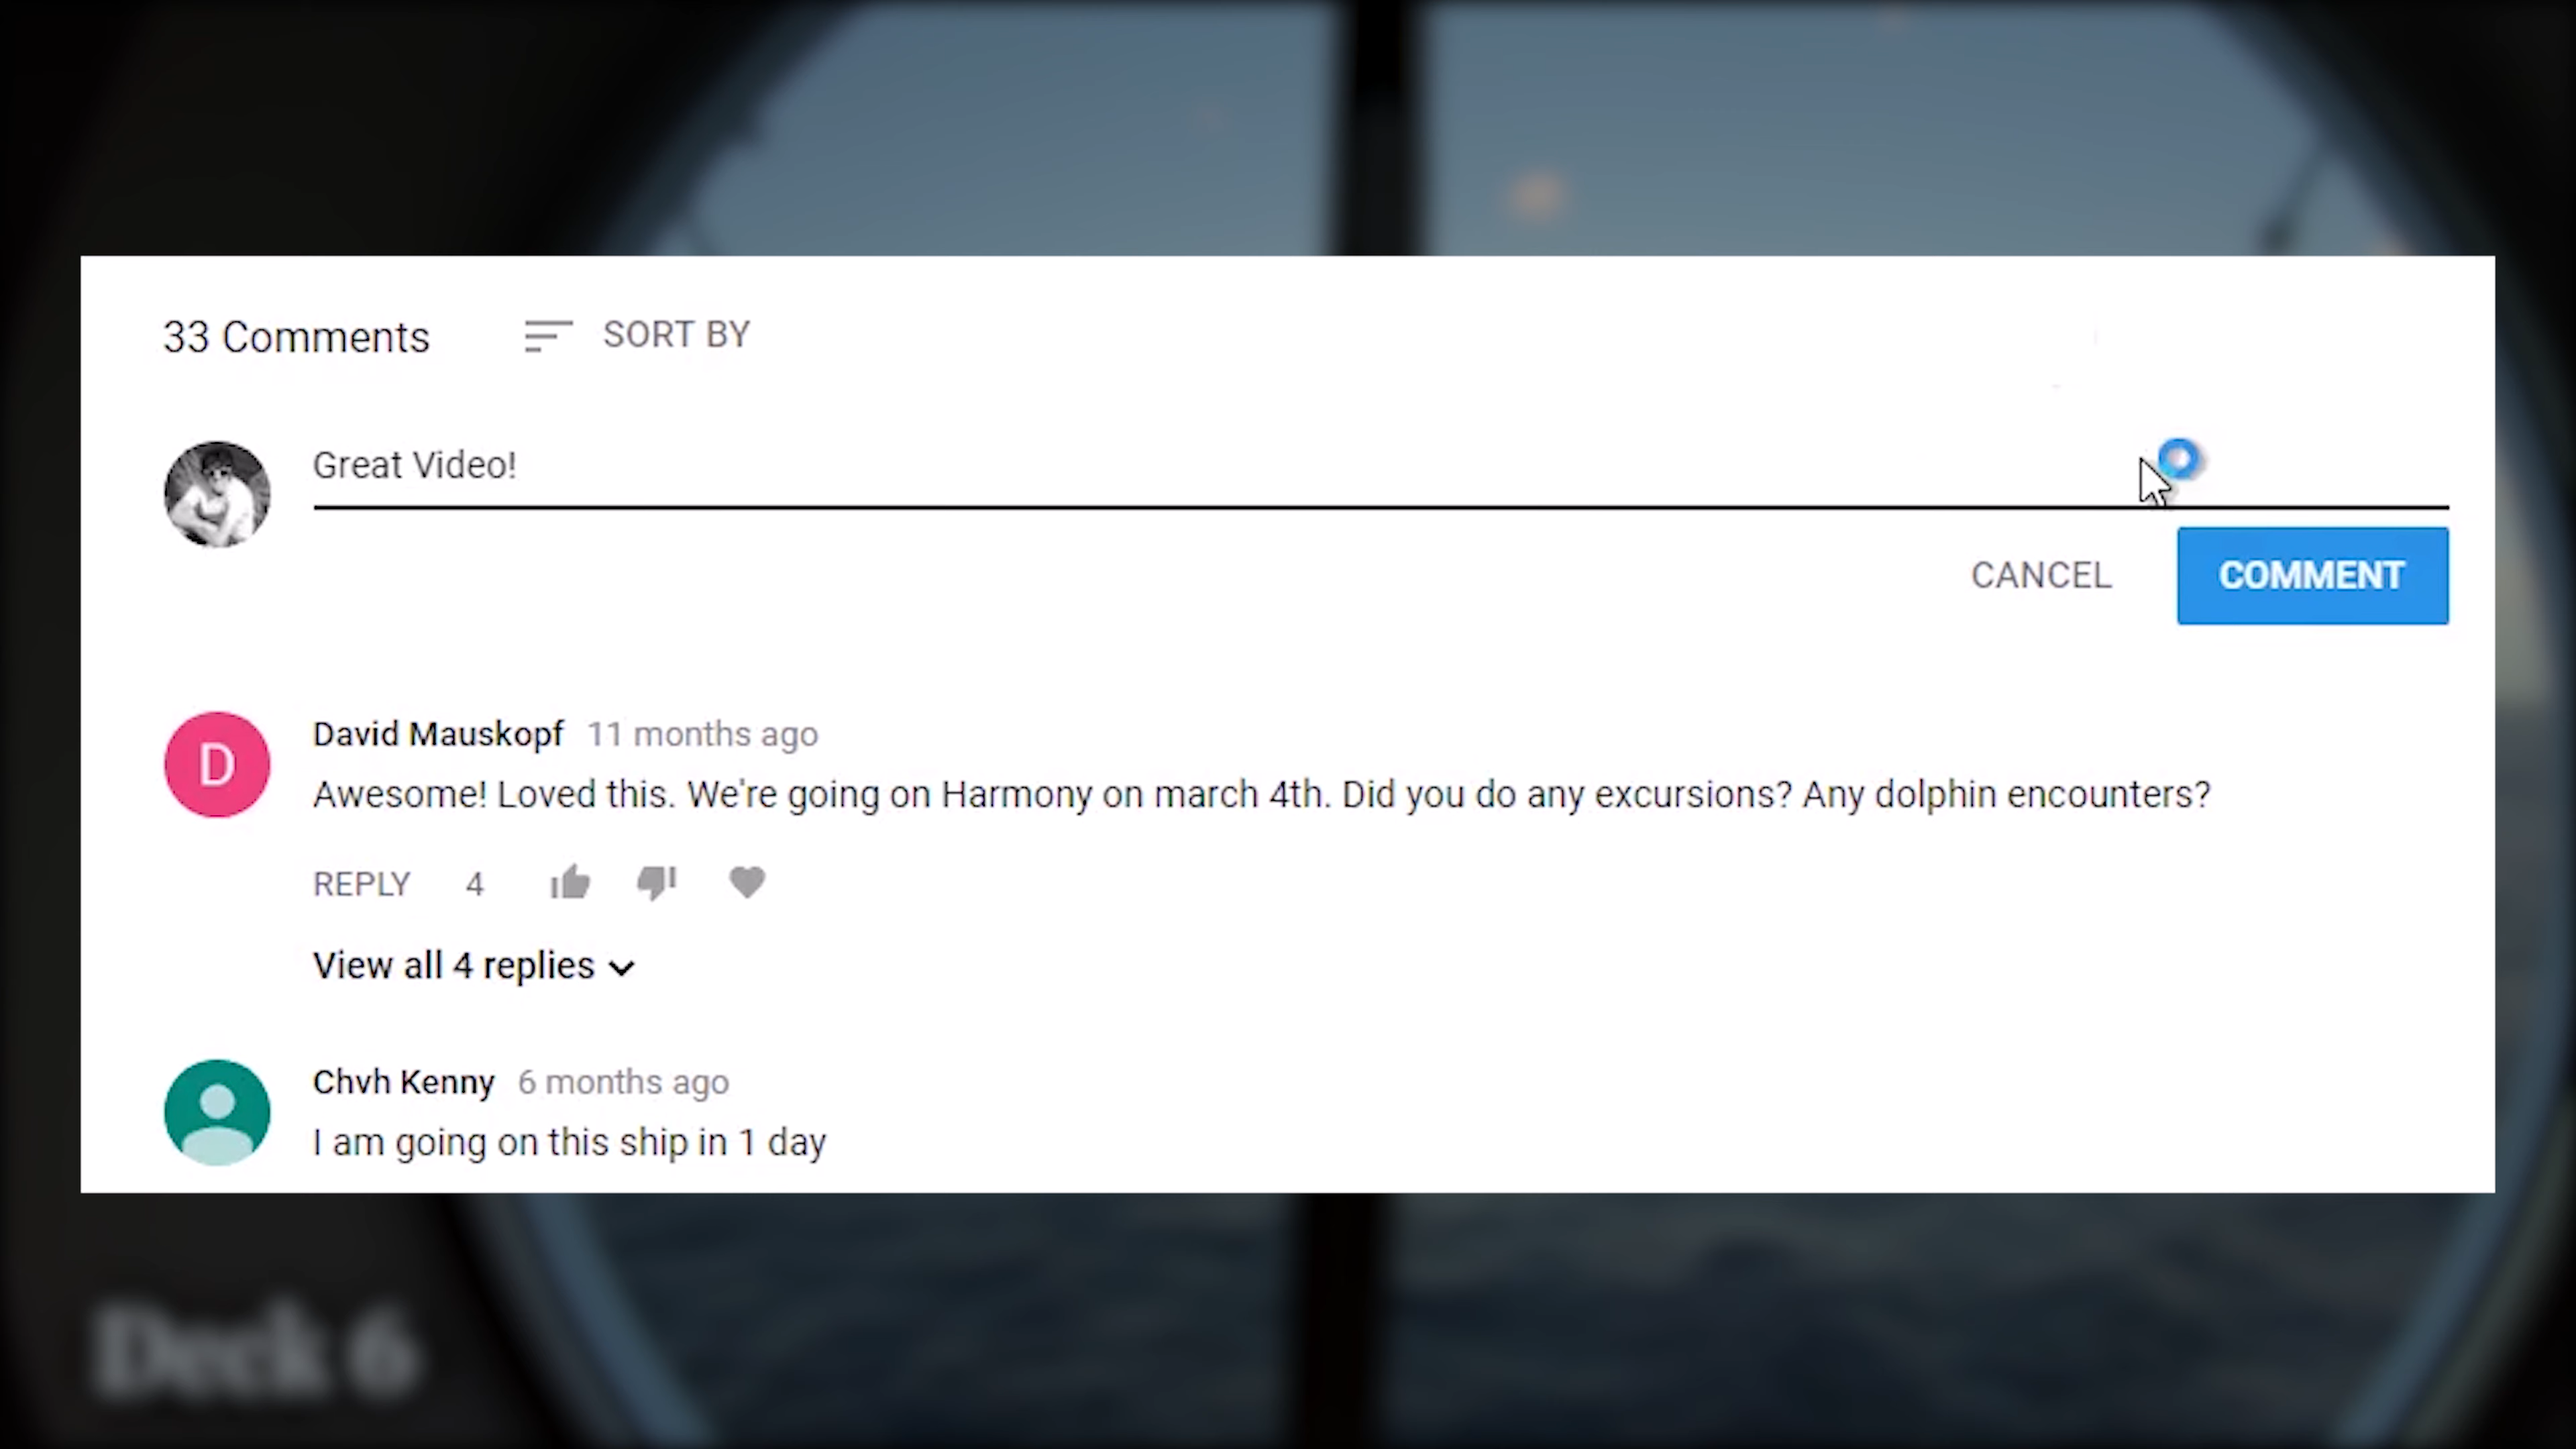 33 Comments SORT BY
Great Video!
CANCEL COMMENT
D
David Mauskopf 11 months ago
Awesome! Loved this. We're going on Harmony on march 4th. Did you do any excursions? Any dolphin encounters?
REPLY 4
View all 4 replies
Chvh Kenny 6 months ago
I am going on this ship in 1 day
Deck 6